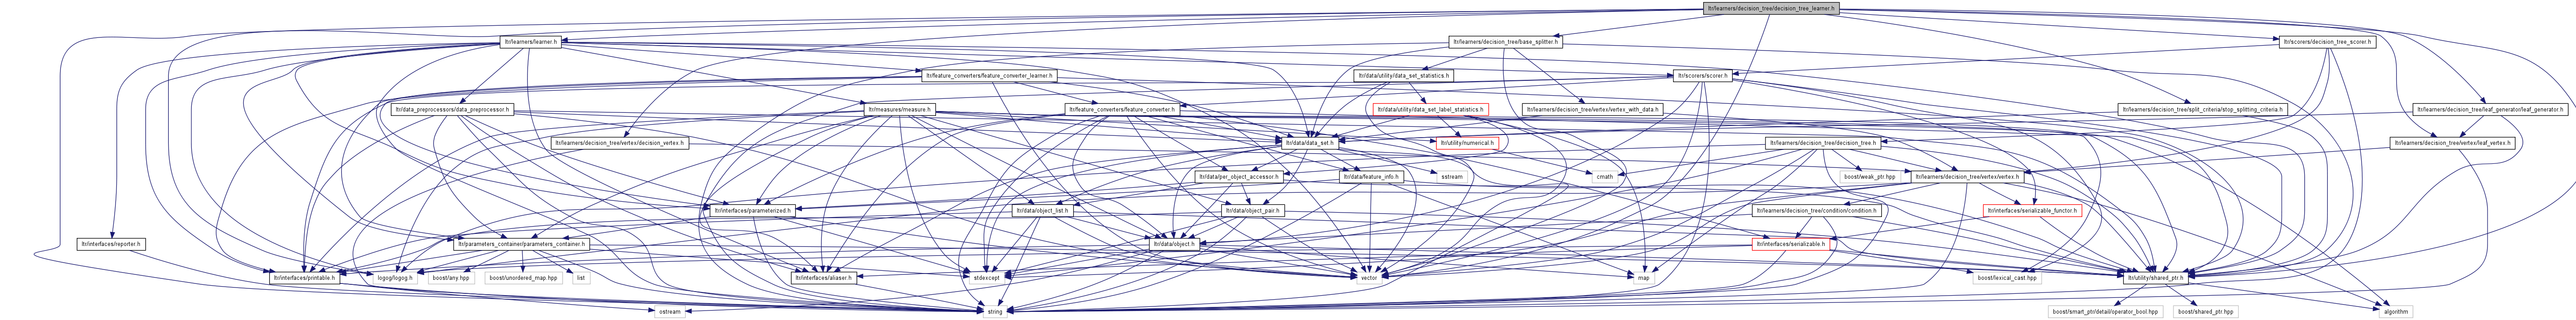 ltr/learners/decision_tree/decision_tree_learner.h
ltr/learners/learner.h
ltr/learners/decision_tree/base_splitter.h
ltr/scorers/decision_tree_scorer.h
ltr/feature_converters/feature_converter_learner.h
ltr/data/utility/data_set_statistics.h
ltr/scorers/scorer.h
ltr/data_preprocessors/data_preprocessor.h
ltr/measures/measure.h
ltr/feature_converters/feature_converter.h
ltr/data/utility/data_set_label_statistics.h
ltr/learners/decision_tree/vertex/vertex_with_data.h
ltr/learners/decision_tree/split_criteria/stop_splitting_criteria.h
ltr/learners/decision_tree/leaf_generator/leaf_generator.h
ltr/learners/decision_tree/vertex/decision_vertex.h
ltr/data/data_set.h
ltr/utility/numerical.h
ltr/learners/decision_tree/decision_tree.h
ltr/learners/decision_tree/vertex/leaf_vertex.h
ltr/data/per_object_accessor.h
ltr/data/feature_info.h
sstream
cmath
boost/weak_ptr.hpp
ltr/learners/decision_tree/vertex/vertex.h
ltr/interfaces/parameterized.h
ltr/data/object_list.h
ltr/data/object_pair.h
ltr/learners/decision_tree/condition/condition.h
ltr/interfaces/serializable_functor.h
ltr/interfaces/reporter.h
ltr/parameters_container/parameters_container.h
ltr/data/object.h
ltr/interfaces/serializable.h
ltr/interfaces/printable.h
logog/logog.h
boost/any.hpp
boost/unordered_map.hpp
list
ltr/interfaces/aliaser.h
stdexcept
vector
map
boost/lexical_cast.hpp
ltr/utility/shared_ptr.h
ostream
string
boost/smart_ptr/detail/operator_bool.hpp
boost/shared_ptr.hpp
algorithm